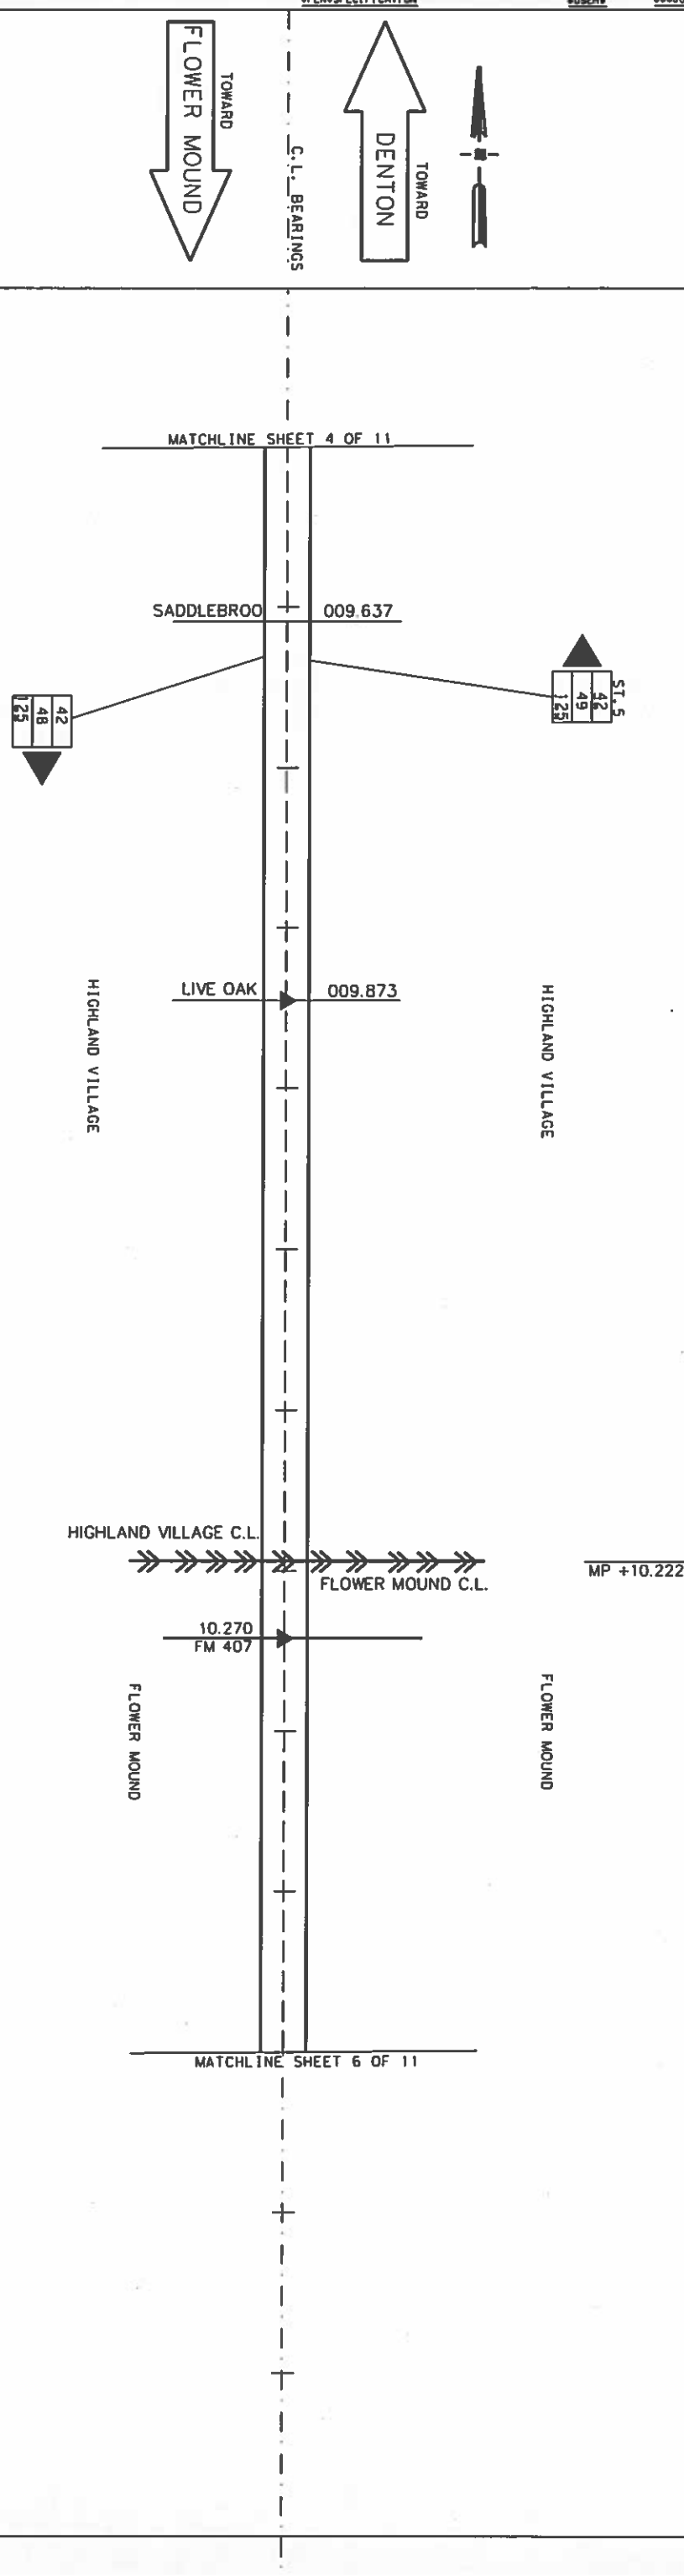 TOWARD
FLOWER MOUND
C.L. BEARINGS
TOWARD
DENTON
MATCHLINE SHEET 4 OF 11
SADDLEBROO 009.637
ST.5
42
49
125
42
48
125
LIVE OAK 009.873
HIGHLAND VILLAGE
HIGHLAND VILLAGE
HIGHLAND VILLAGE C.L.
FLOWER MOUND C.L.
MP +10.222
10.270
FM 407
FLOWER MOUND
FLOWER MOUND
MATCHLINE SHEET 6 OF 11